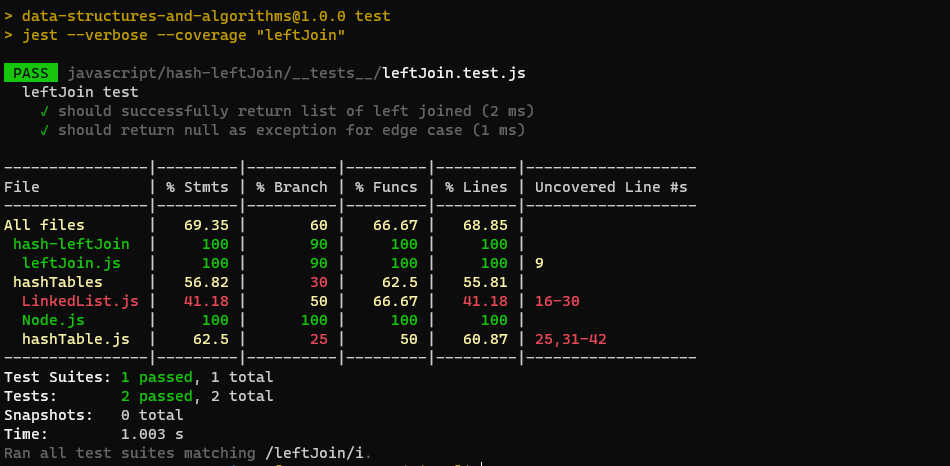 > data-structures-and-algorithms@1.0.0 test
> jest --verbose --coverage "leftJoin"
PASS javascript/hash-leftJoin/__tests__/leftJoin.test.js
leftJoin test
✓ should successfully return list of left joined (2 ms)
✓ should return null as exception for edge case (1 ms)
----------------|---------|----------|---------|---------|-------------------
File            | % Stmts | % Branch | % Funcs | % Lines | Uncovered Line #s
----------------|---------|----------|---------|---------|-------------------
All files       |   69.35 |       60 |   66.67 |   68.85 |
 hash-leftJoin  |     100 |       90 |     100 |     100 |
  leftJoin.js   |     100 |       90 |     100 |     100 | 9
 hashTables     |   56.82 |       30 |    62.5 |   55.81 |
  LinkedList.js |   41.18 |       50 |   66.67 |   41.18 | 16-30
  Node.js       |     100 |      100 |     100 |     100 |
  hashTable.js  |    62.5 |       25 |      50 |   60.87 | 25,31-42
----------------|---------|----------|---------|---------|-------------------
Test Suites: 1 passed, 1 total
Tests:       2 passed, 2 total
Snapshots:   0 total
Time:        1.003 s
Ran all test suites matching /leftJoin/i.